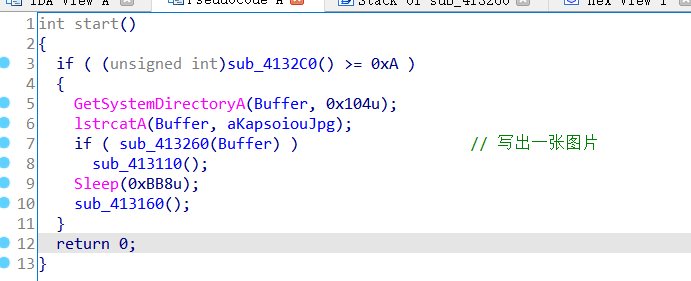 IDA View A
Pseudocode A
Stack of sub_413260
Hex View 1
1 int start()
2 {
3 if ( (unsigned int)sub_4132C0() >= 0xA )
4 {
5 GetSystemDirectoryA(Buffer, 0x104u);
6 lstrcatA(Buffer, aKapsoiouJpg);
7 if ( sub_413260(Buffer) ) // 写出一张图片
8 sub_413110();
9 Sleep(0xBB8u);
10 sub_413160();
11 }
12 return 0;
13 }